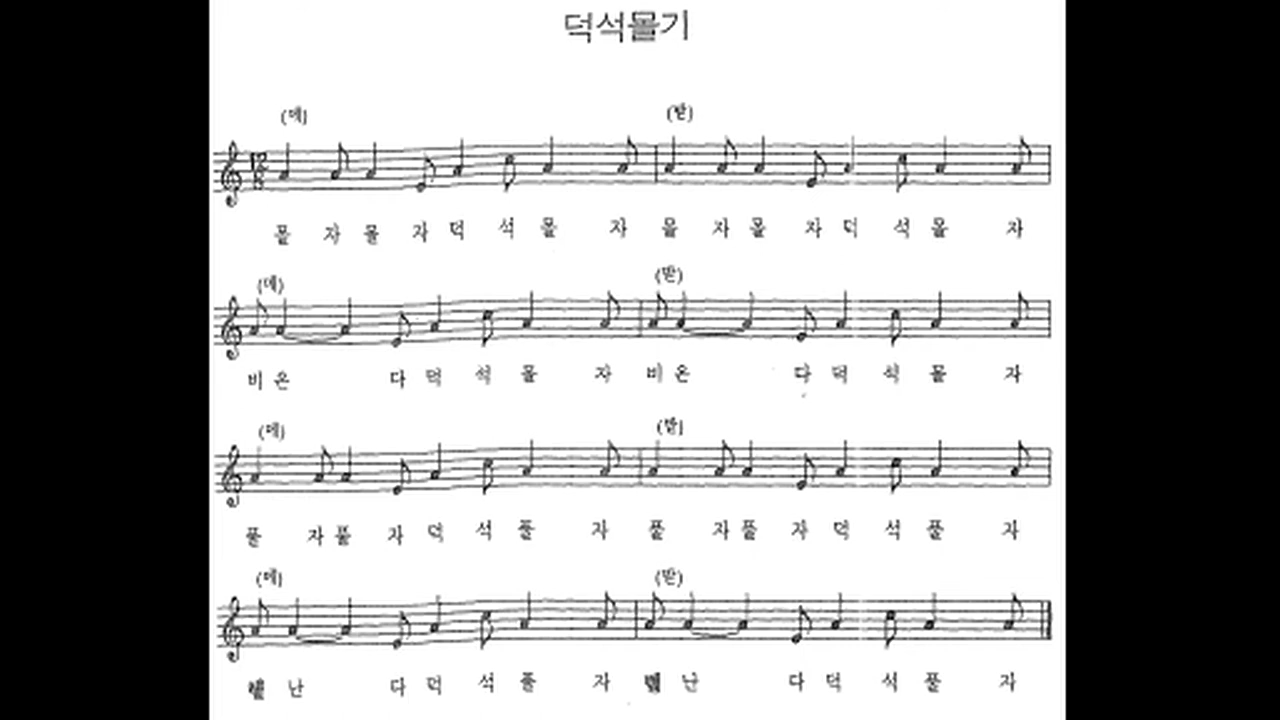 덕석몰기
(메) (받)
몰 자 몰 자 덕 석 몰 자 몰 자 몰 자 덕 석 몰 자
(메) (받)
비 온 다 덕 석 몰 자 비 온 다 덕 석 몰 자
(메) (받)
풀 자 풀 자 덕 석 풀 자 풀 자 풀 자 덕 석 풀 자
(메) (받)
난 다 덕 석 풀 자 난 다 덕 석 풀 자